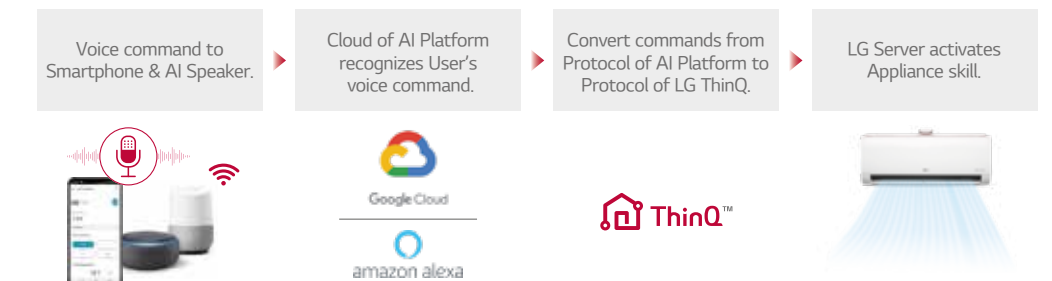 Voice command to
Smartphone & AI Speaker.
Cloud of AI Platform
recognizes User's
voice command.
Convert commands from
Protocol of AI Platform to
Protocol of LG ThinQ.
LG Server activates
Appliance skill.
Google Cloud
amazon alexa
ThinQ™